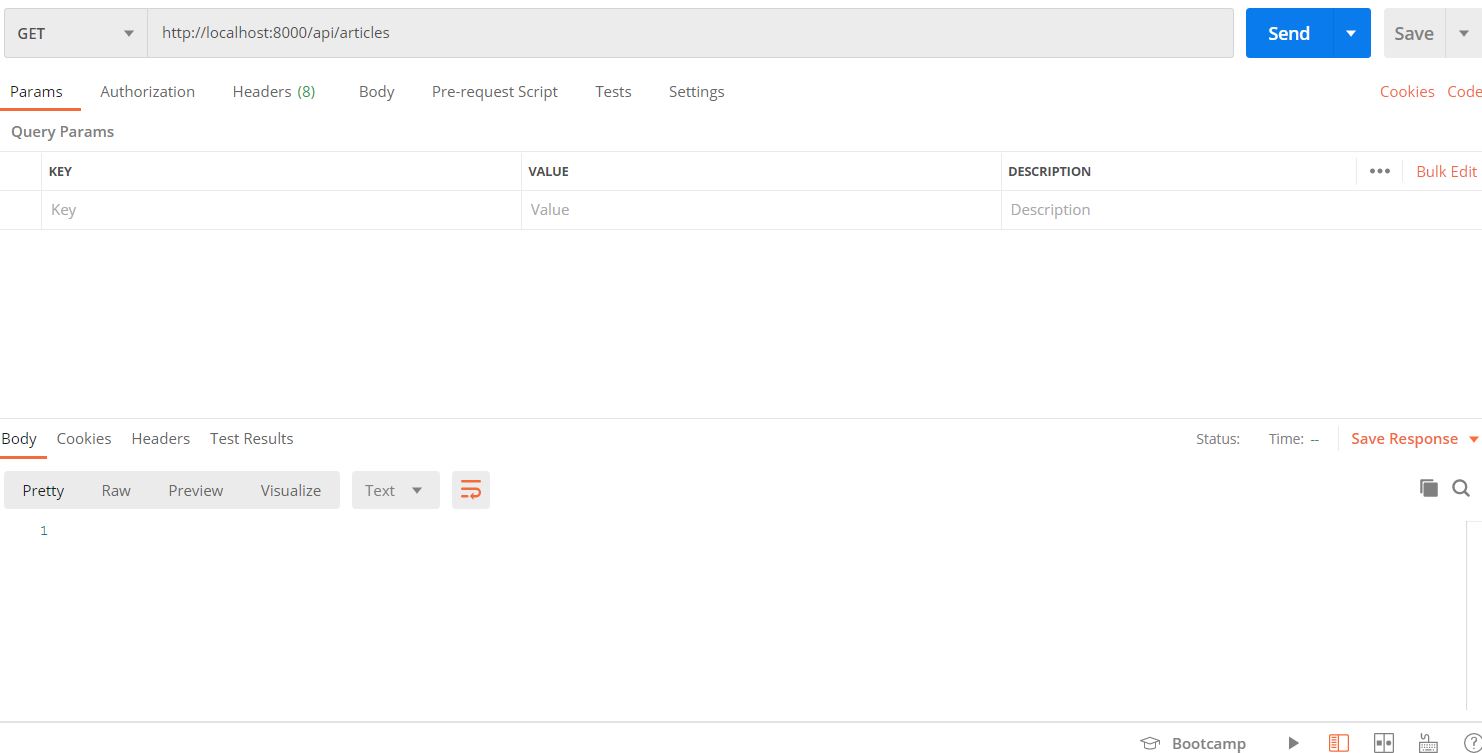 GET http://localhost:8000/api/articles Send Save
Params Authorization Headers (8) Body Pre-request Script Tests Settings Cookies Code
Query Params
KEY VALUE DESCRIPTION ••• Bulk Edit
Key Value Description
Body Cookies Headers Test Results Status: Time: -- Save Response
Pretty Raw Preview Visualize Text
1
Bootcamp ?